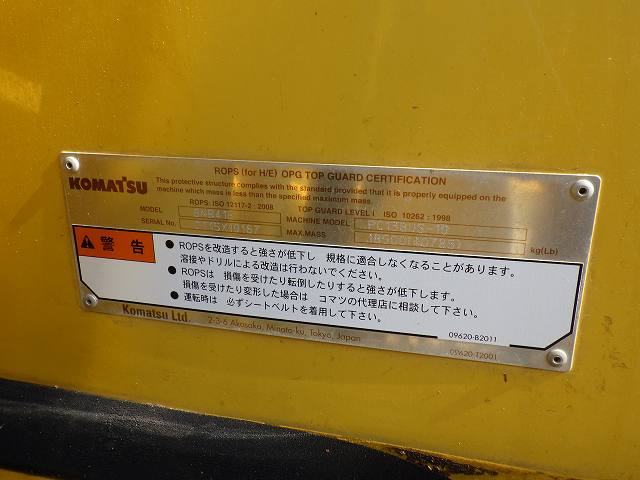 ROPS (for H/E) OPG TOP GUARD CERTIFICATION
KOMATSU
This protective structure complies with the standard provided that it is properly equipped on the
machine which mass is less than the specified maximum mass.
ROPS: ISO 12117-2 : 2008 TOP GUARD LEVEL I ISO 10262 : 1998
MODEL MACHINE MODEL PC138US-10
SERIAL No. MAX.MASS kg(Lb)
警告
● ROPSを改造すると強さが低下し 規格に適合しなくなることがあります。
溶接やドリルによる改造は行わないでください。
● ROPSは 損傷を受けたり転倒したりすると強さが低下します。
損傷を受けたり変形した場合は コマツの代理店に相談して下さい。
● 運転時は 必ずシートベルトを着用して下さい。
09620-B2011
Komatsu Ltd. 2-3-6 Akasaka, Minato-ku, Tokyo, Japan
09620-T2001